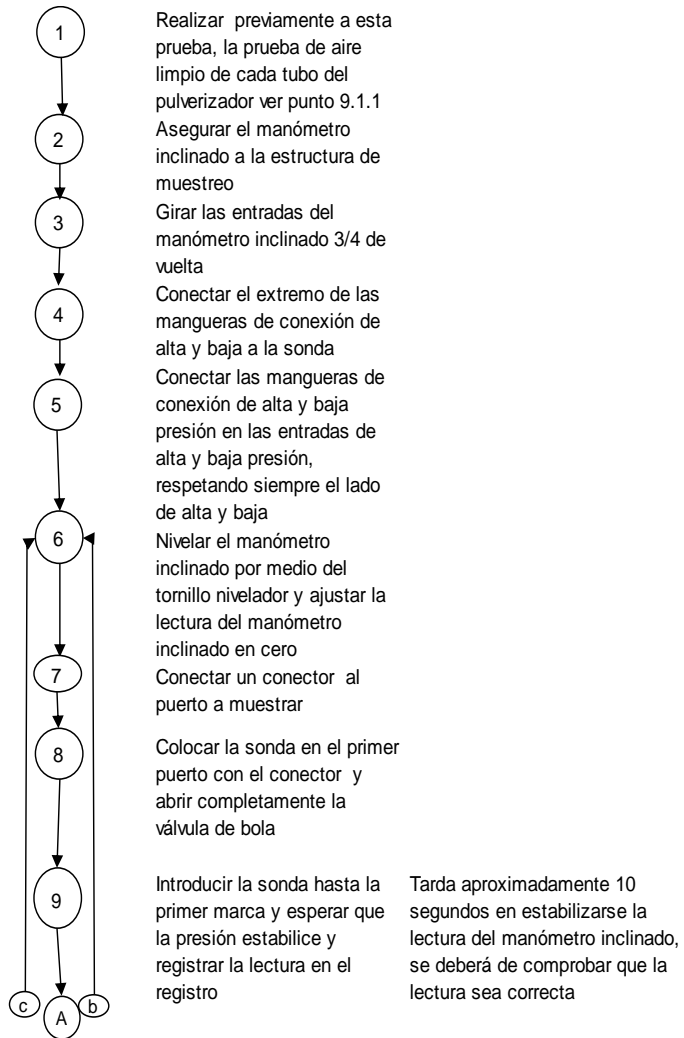 1
Realizar previamente a esta
prueba, la prueba de aire
limpio de cada tubo del
pulverizador ver punto 9.1.1
2
Asegurar el manómetro
inclinado a la estructura de
muestreo
3
Girar las entradas del
manómetro inclinado 3/4 de
vuelta
4
Conectar el extremo de las
mangueras de conexión de
alta y baja a la sonda
5
Conectar las mangueras de
conexión de alta y baja
presión en las entradas de
alta y baja presión,
respetando siempre el lado
de alta y baja
6
Nivelar el manómetro
inclinado por medio del
tornillo nivelador y ajustar la
lectura del manómetro
inclinado en cero
7
Conectar un conector al
puerto a muestrar
8
Colocar la sonda en el primer
puerto con el conector y
abrir completamente la
válvula de bola
9
Introducir la sonda hasta la
primer marca y esperar que
la presión estabilice y
registrar la lectura en el
registro
Tarda aproximadamente 10
segundos en estabilizarse la
lectura del manómetro inclinado,
se deberá de comprobar que la
lectura sea correcta
c
A
b